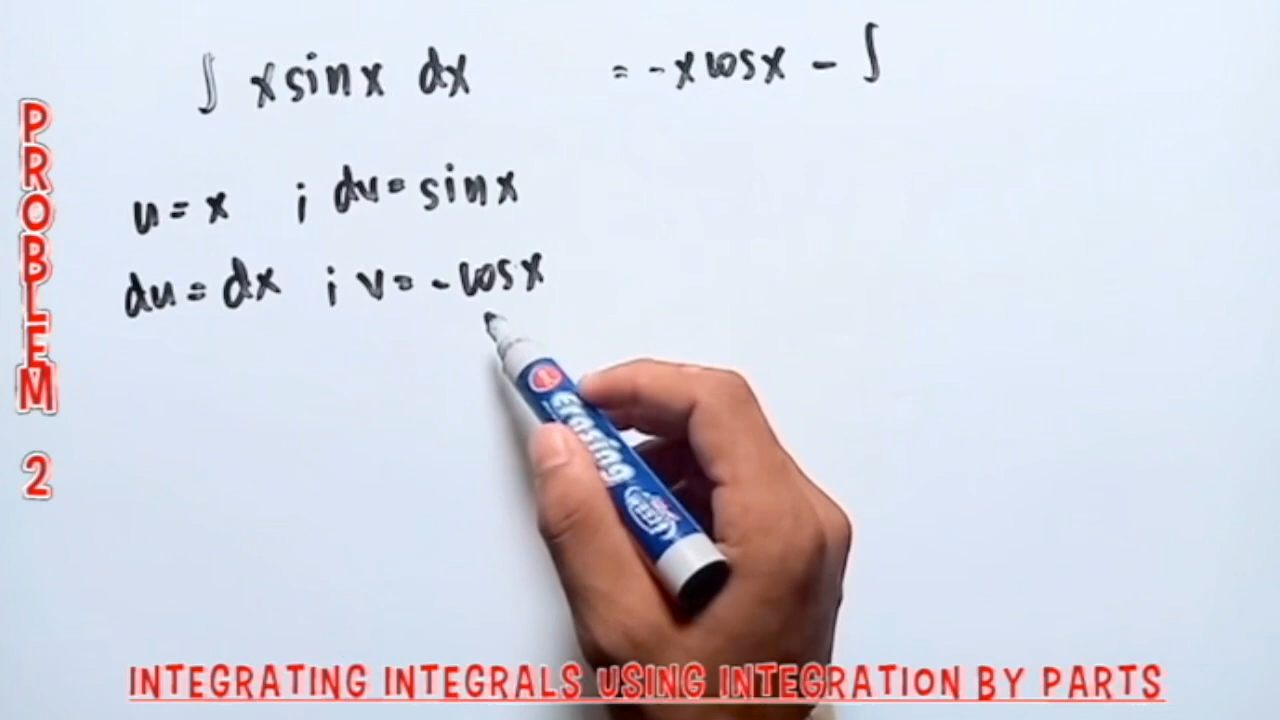 ∫ x sin x dx = -x cos x - ∫
u = x ; dv = sin x
du = dx ; v = - cos x
PROBLEM 2
Erasing
INTEGRATING INTEGRALS USING INTEGRATION BY PARTS